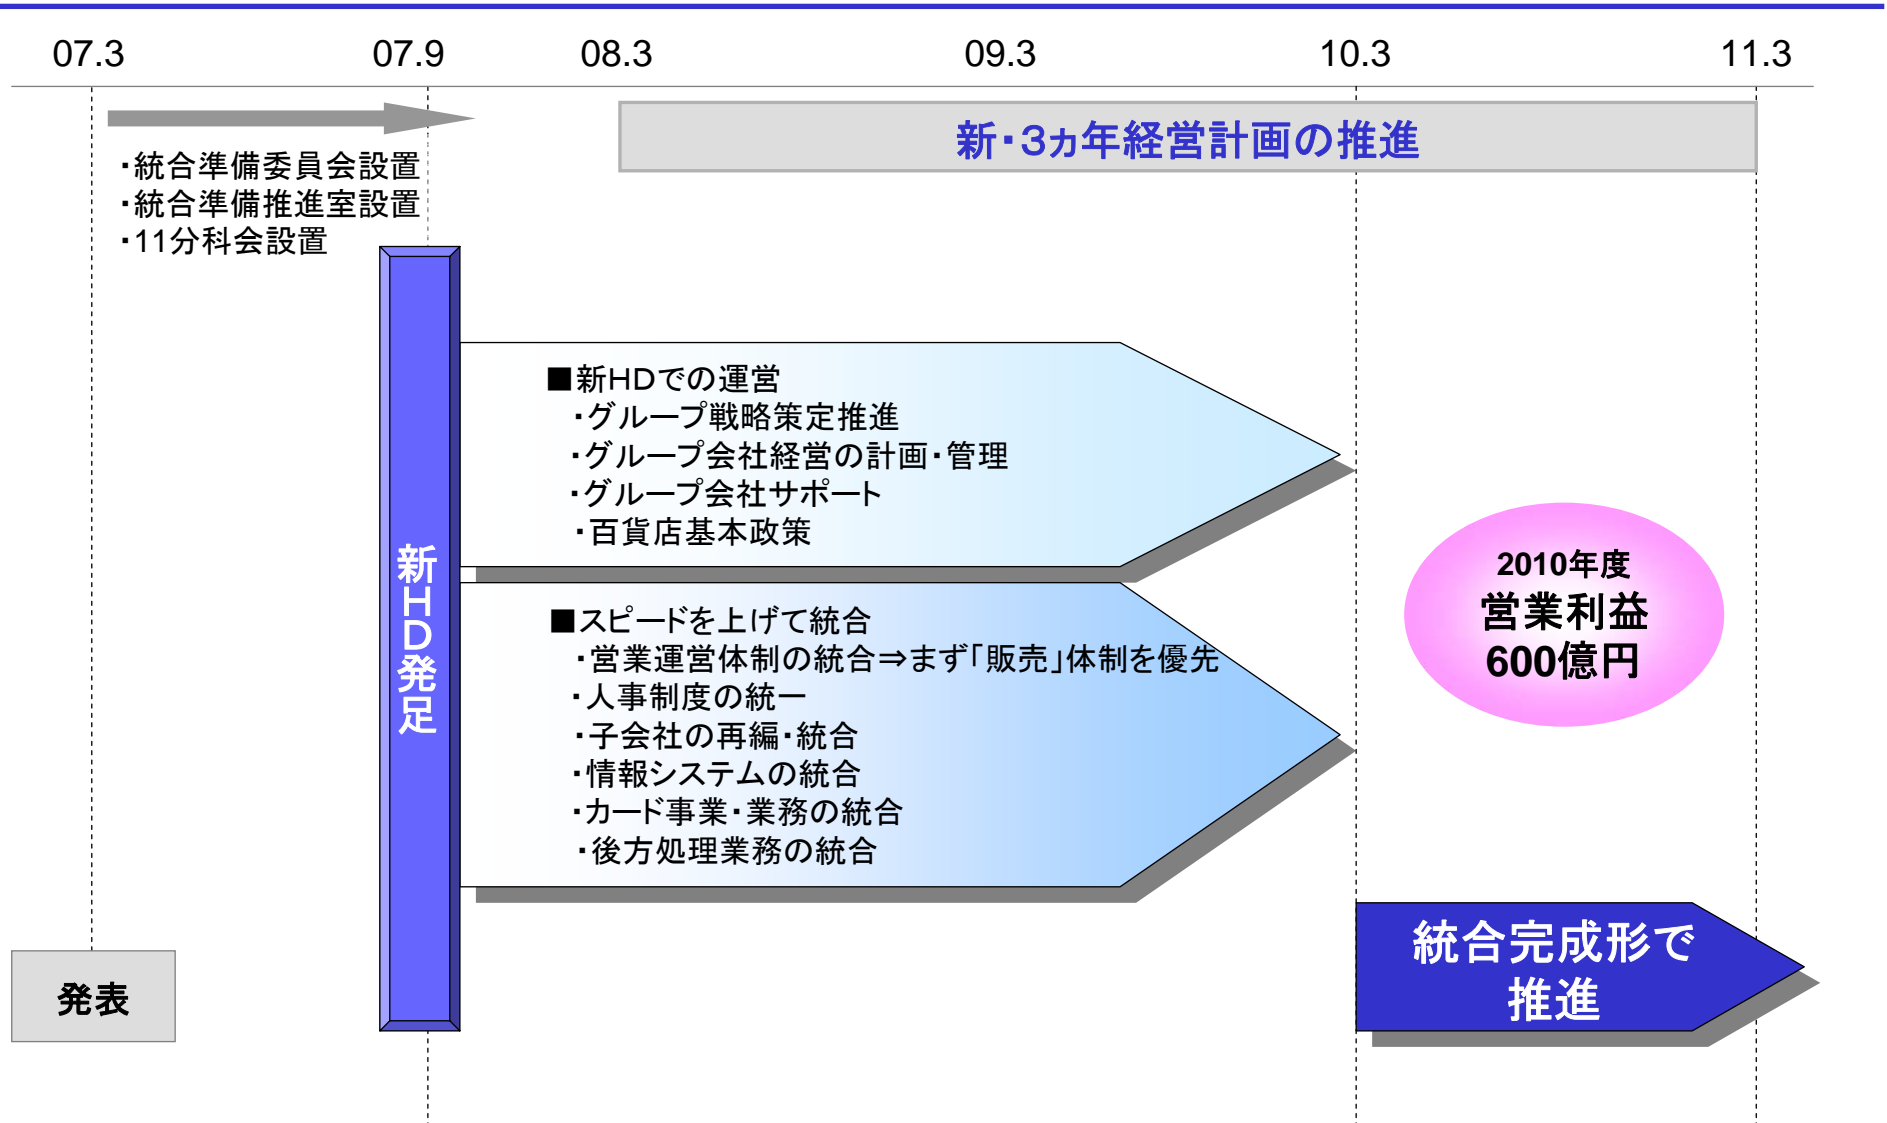 07.3 07.9 08.3 09.3 10.3 11.3
新・3ヵ年経営計画の推進
・統合準備委員会設置
・統合準備推進室設置
・11分科会設置
新HD発足
■新HDでの運営
・グループ戦略策定推進
・グループ会社経営の計画・管理
・グループ会社サポート
・百貨店基本政策
■スピードを上げて統合
・営業運営体制の統合⇒まず「販売」体制を優先
・人事制度の統一
・子会社の再編・統合
・情報システムの統合
・カード事業・業務の統合
・後方処理業務の統合
2010年度
営業利益
600億円
統合完成形で
推進
発表